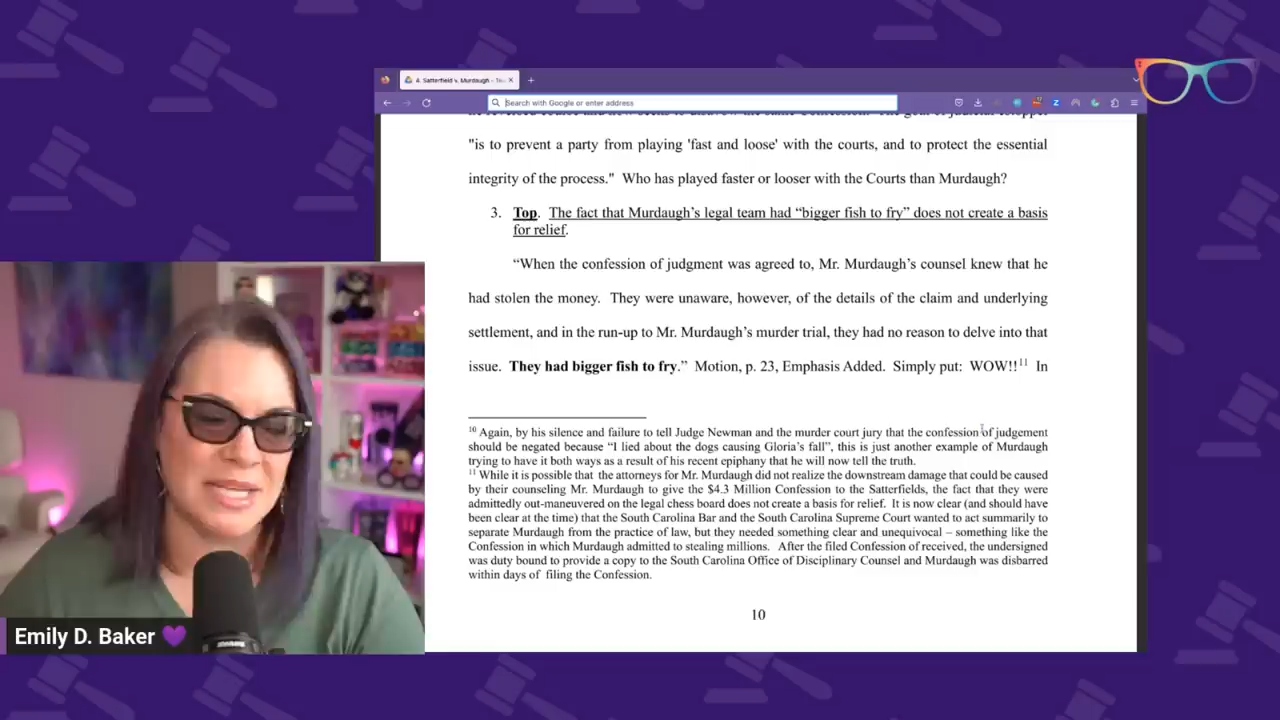 4. Satterfield v. Murdaugh -
Search with Google or enter address
"is to prevent a party from playing 'fast and loose' with the courts, and to protect the essential
integrity of the process." Who has played faster or looser with the Courts than Murdaugh?
3. Top. The fact that Murdaugh's legal team had “bigger fish to fry” does not create a basis
for relief.
“When the confession of judgment was agreed to, Mr. Murdaugh's counsel knew that he
had stolen the money. They were unaware, however, of the details of the claim and underlying
settlement, and in the run-up to Mr. Murdaugh's murder trial, they had no reason to delve into that
issue. They had bigger fish to fry.” Motion, p. 23, Emphasis Added. Simply put: WOW!!11 In
10 Again, by his silence and failure to tell Judge Newman and the murder court jury that the confession of judgement
should be negated because “I lied about the dogs causing Gloria's fall”, this is just another example of Murdaugh
trying to have it both ways as a result of his recent epiphany that he will now tell the truth.
11 While it is possible that the attorneys for Mr. Murdaugh did not realize the downstream damage that could be caused
by their counseling Mr. Murdaugh to give the $4.3 Million Confession to the Satterfields, the fact that they were
admittedly out-maneuvered on the legal chess board does not create a basis for relief. It is now clear (and should have
been clear at the time) that the South Carolina Bar and the South Carolina Supreme Court wanted to act summarily to
separate Murdaugh from the practice of law, but they needed something clear and unequivocal – something like the
Confession in which Murdaugh admitted to stealing millions. After the filed Confession of received, the undersigned
was duty bound to provide a copy to the South Carolina Office of Disciplinary Counsel and Murdaugh was disbarred
within days of filing the Confession.
10
Emily D. Baker 💜